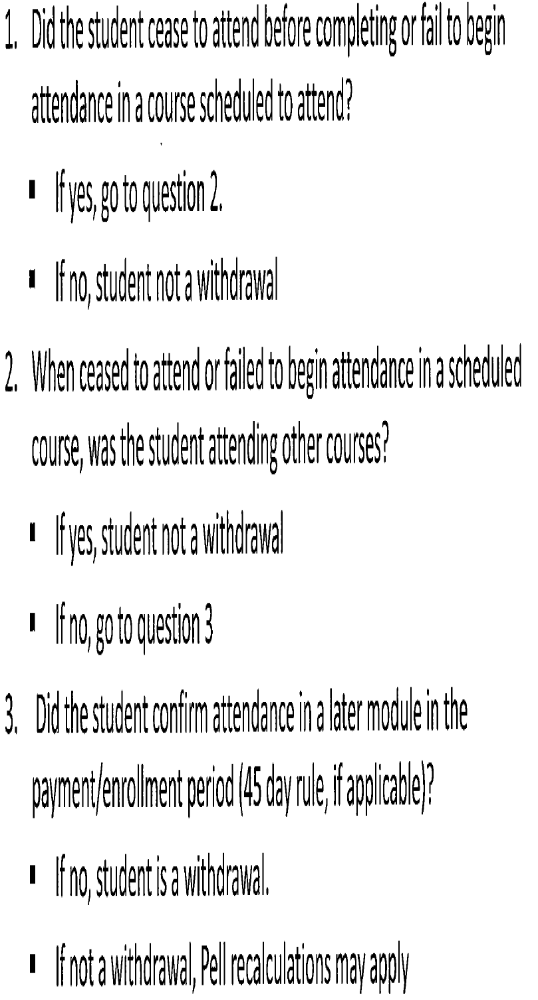 1. Did the student cease to attend before completing or fail to begin
attendance in a course scheduled to attend?
▪ If yes, go to question 2.
▪ If no, student not a withdrawal
2. When ceased to attend or failed to begin attendance in a scheduled
course, was the student attending other courses?
▪ If yes, student not a withdrawal
▪ If no, go to question 3
3. Did the student confirm attendance in a later module in the
payment/enrollment period (45 day rule, if applicable)?
▪ If no, student is a withdrawal.
▪ If not a withdrawal, Pell recalculations may apply